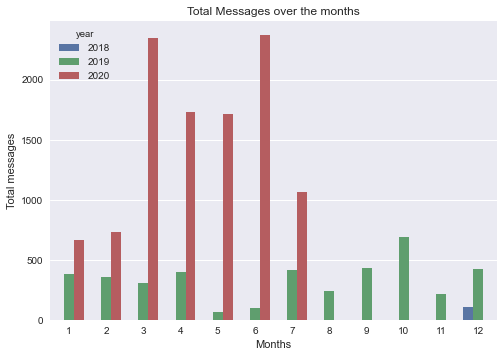 Total Messages over the months
year
2018
2019
2020
Total messages
2000
1500
1000
500
0
1 2 3 4 5 6 7 8 9 10 11 12
Months